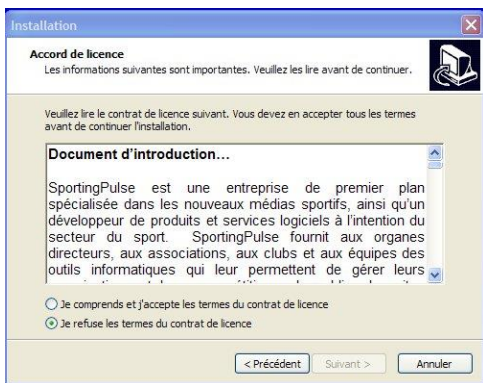 Installation
Accord de licence
Les informations suivantes sont importantes. Veuillez les lire avant de continuer.
Veuillez lire le contrat de licence suivant. Vous devez en accepter tous les termes
avant de continuer l'installation.
Document d'introduction…
SportingPulse est une entreprise de premier plan
spécialisée dans les nouveaux médias sportifs, ainsi qu'un
développeur de produits et services logiciels à l'intention du
secteur du sport. SportingPulse fournit aux organes
directeurs, aux associations, aux clubs et aux équipes des
outils informatiques qui leur permettent de gérer leurs
Je comprends et j'accepte les termes du contrat de licence
Je refuse les termes du contrat de licence
< Précédent Suivant > Annuler